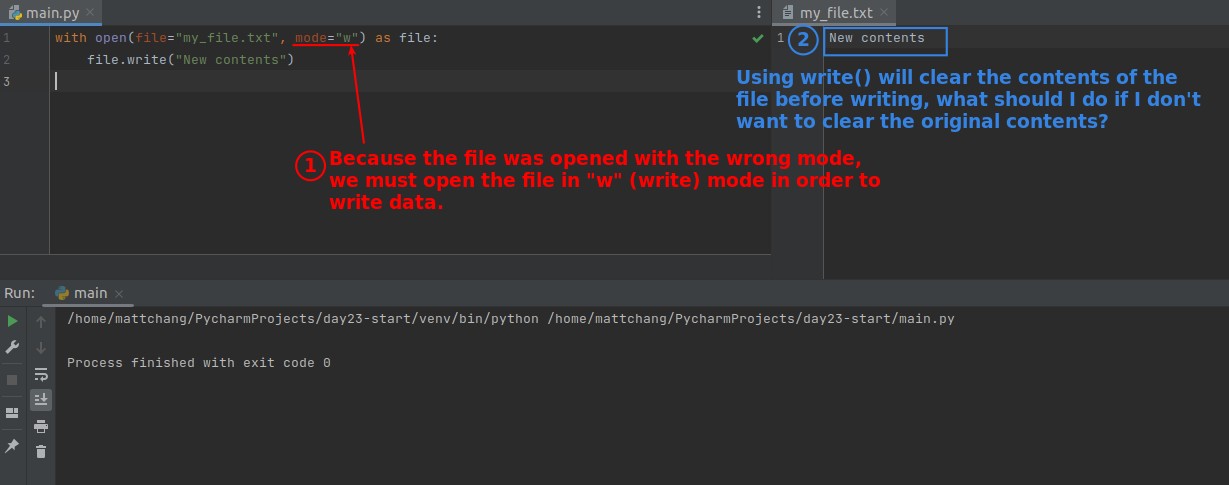 main.py
my_file.txt
1 with open(file="my_file.txt", mode="w") as file:
2 file.write("New contents")
3
1 2 New contents
Using write() will clear the contents of the
file before writing, what should I do if I don't
want to clear the original contents?
1 Because the file was opened with the wrong mode,
we must open the file in "w" (write) mode in order to
write data.
Run: main
/home/mattchang/PycharmProjects/day23-start/venv/bin/python /home/mattchang/PycharmProjects/day23-start/main.py
Process finished with exit code 0